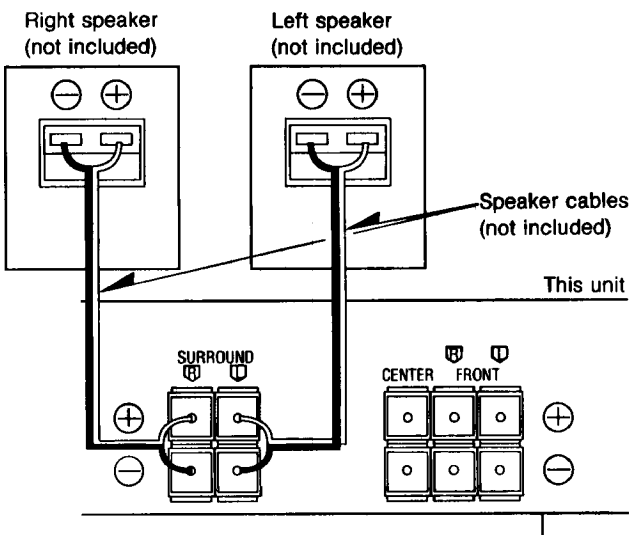 Right speaker
(not included)
Left speaker
(not included)
− +
− +
Speaker cables
(not included)
This unit
SURROUND
R L
R L
CENTER FRONT
+ +
− −